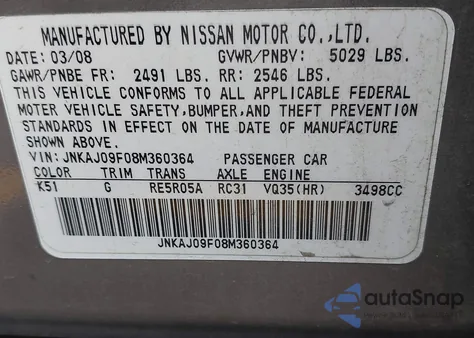 MANUFACTURED BY NISSAN MOTOR CO.,LTD.
DATE 03/08 GVWR/PNBV: 5029 LBS.
GAWR/PNBE FR: 2491 LBS. RR: 2546 LBS.
THIS VEHICLE CONFORMS TO ALL APPLICABLE FEDERAL
MOTOR VEHICLE SAFETY,BUMPER,AND THEFT PREVENTION
STANDARDS IN EFFECT ON THE DATE OF MANUFACTURE
SHOWN ABOVE.
VIN: JNKAJ09F08M360364 PASSENGER CAR
COLOR TRIM TRANS AXLE ENGINE
K51 G RE5R05A RC31 VQ35(HR) 3498CC
JNKAJ09F08M360364
autoSnap